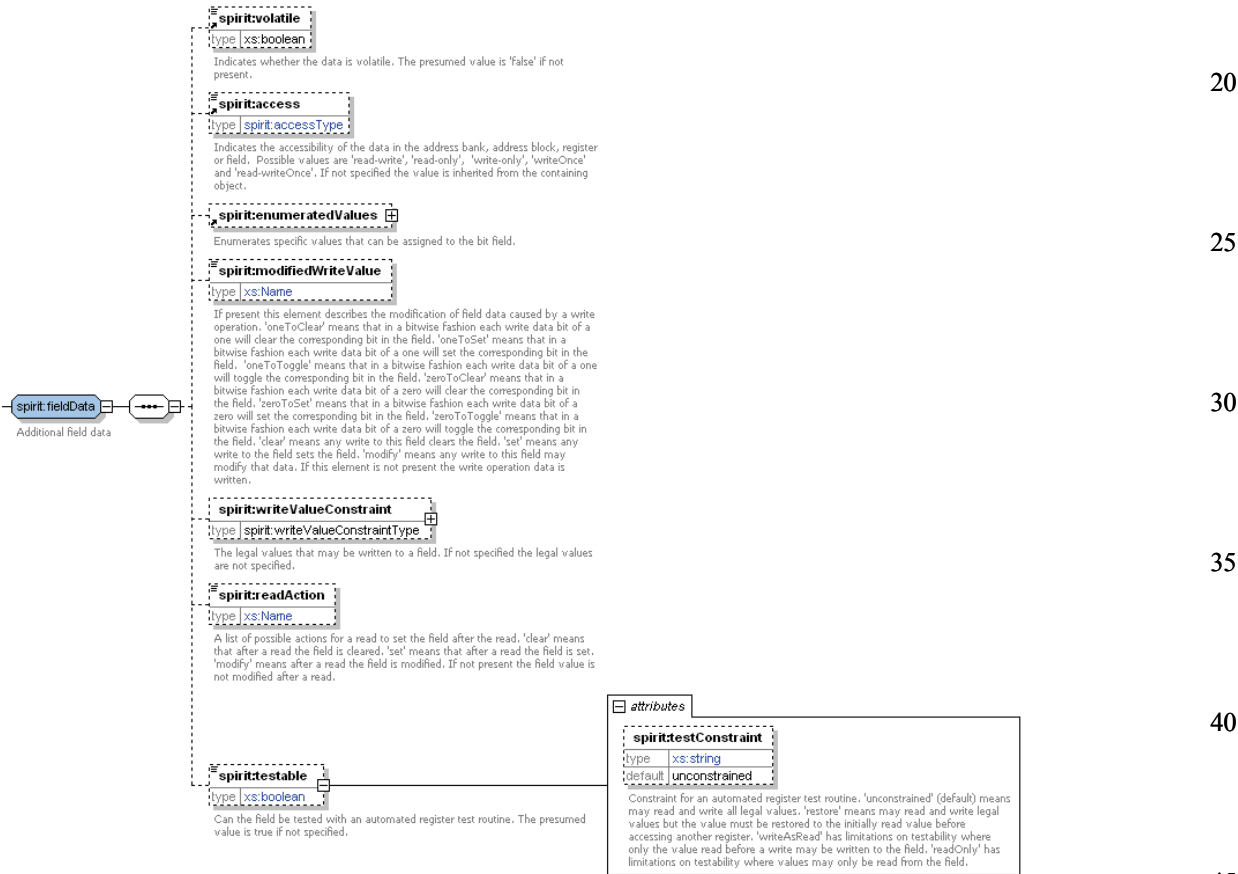 spirit:volatile
type xs:boolean
Indicates whether the data is volatile. The presumed value is 'false' if not
present.
20
spirit:access
type spirit:accessType
Indicates the accessibility of the data in the address bank, address block, register
or field.  Possible values are 'read-write', 'read-only',  'write-only', 'writeOnce'
and 'read-writeOnce'. If not specified the value is inherited from the containing
object.
spirit:enumeratedValues
Enumerates specific values that can be assigned to the bit field.
25
spirit:modifiedWriteValue
type xs:Name
If present this element describes the modification of field data caused by a write
operation. 'oneToClear' means that in a bitwise fashion each write data bit of a
one will clear the corresponding bit in the field. 'oneToSet' means that in a
bitwise fashion each write data bit of a one will set the corresponding bit in the
field.  'oneToToggle' means that in a bitwise fashion each write data bit of a one
will toggle the corresponding bit in the field. 'zeroToClear' means that in a
bitwise fashion each write data bit of a zero will clear the corresponding bit in
the field. 'zeroToSet' means that in a bitwise fashion each write data bit of a
zero will set the corresponding bit in the field. 'zeroToToggle' means that in a
bitwise fashion each write data bit of a zero will toggle the corresponding bit in
the field. 'clear' means any write to this field clears the field. 'set' means any
write to the field sets the field. 'modify' means any write to this field may
modify that data. If this element is not present the write operation data is
written.
spirit:fieldData
Additional field data
30
spirit:writeValueConstraint
type spirit:writeValueConstraintType
The legal values that may be written to a field. If not specified the legal values
are not specified.
35
spirit:readAction
type xs:Name
A list of possible actions for a read to set the field after the read. 'clear' means
that after a read the field is cleared. 'set' means that after a read the field is set.
'modify' means after a read the field is modified. If not present the field value is
not modified after a read.
attributes
40
spirit:testConstraint
type xs:string
default unconstrained
Constraint for an automated register test routine. 'unconstrained' (default) means
may read and write all legal values. 'restore' means may read and write legal
values but the value must be restored to the initially read value before
accessing another register. 'writeAsRead' has limitations on testability where
only the value read before a write may be written to the field. 'readOnly' has
limitations on testability where values may only be read from the field.
spirit:testable
type xs:boolean
Can the field be tested with an automated register test routine. The presumed
value is true if not specified.